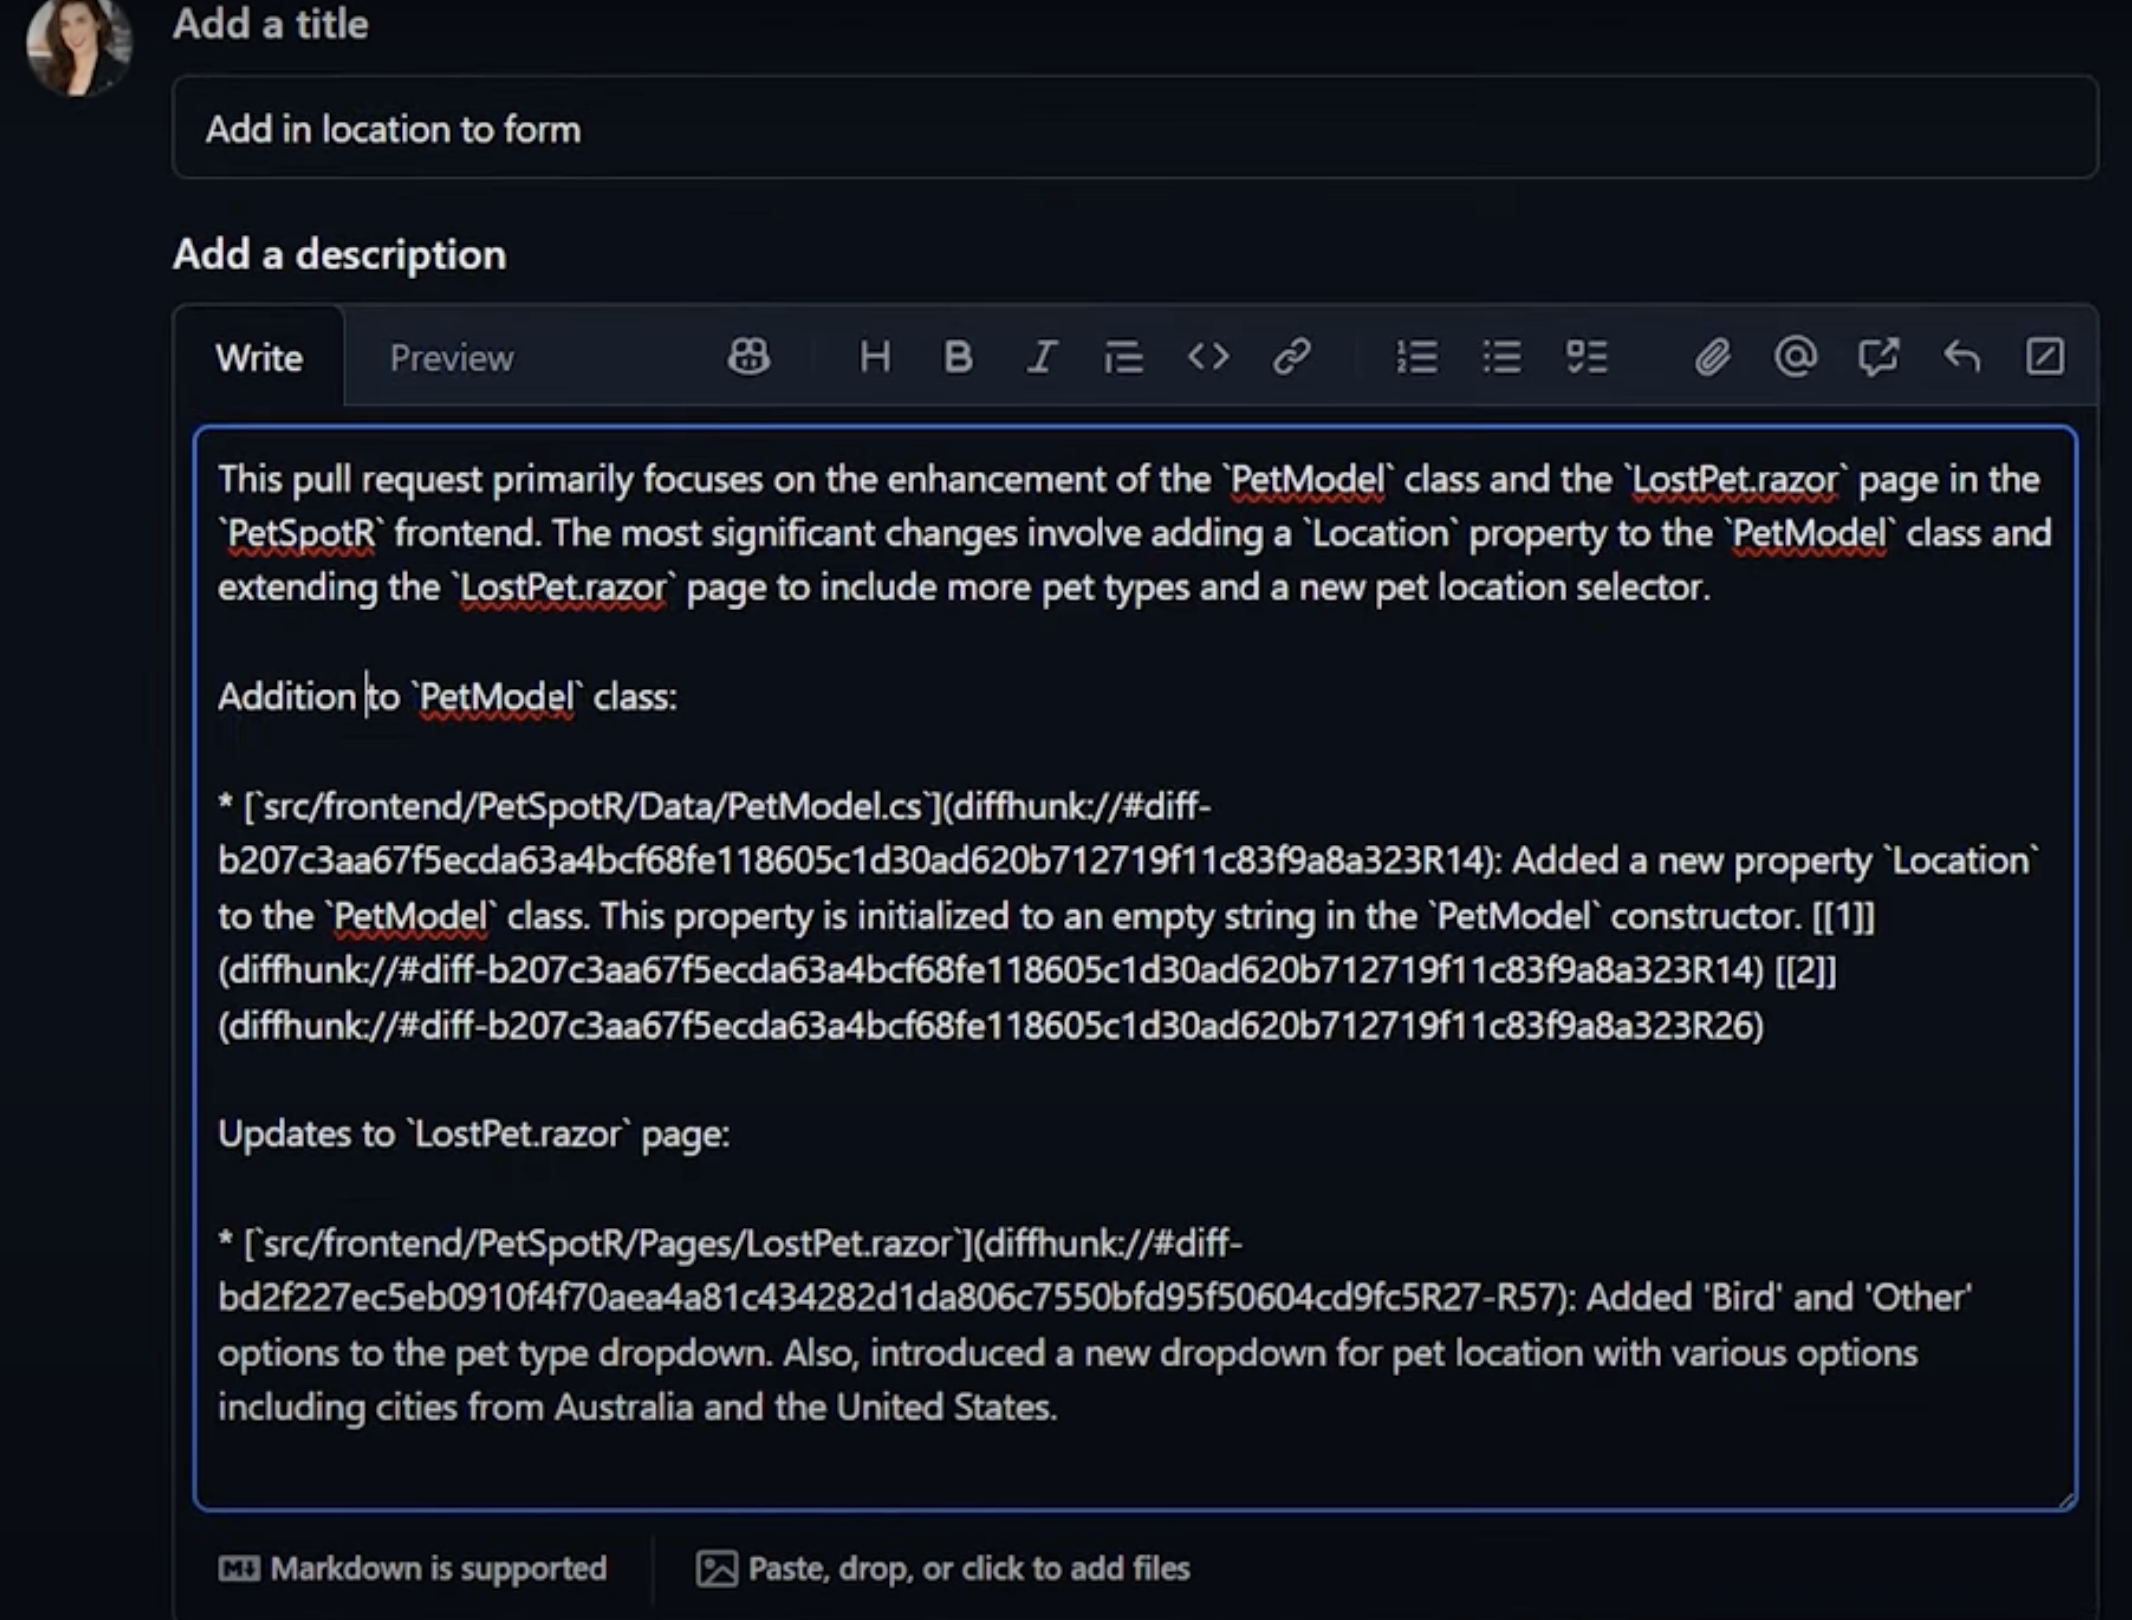 Add a title
Add in location to form
Add a description
Write Preview
This pull request primarily focuses on the enhancement of the `PetModel` class and the `LostPet.razor` page in the
`PetSpotR` frontend. The most significant changes involve adding a `Location` property to the `PetModel` class and
extending the `LostPet.razor` page to include more pet types and a new pet location selector.
Addition to `PetModel` class:
* [`src/frontend/PetSpotR/Data/PetModel.cs`](diffhunk://#diff-
b207c3aa67f5ecda63a4bcf68fe118605c1d30ad620b712719f11c83f9a8a323R14): Added a new property `Location`
to the `PetModel` class. This property is initialized to an empty string in the `PetModel` constructor. [[1]]
(diffhunk://#diff-b207c3aa67f5ecda63a4bcf68fe118605c1d30ad620b712719f11c83f9a8a323R14) [[2]]
(diffhunk://#diff-b207c3aa67f5ecda63a4bcf68fe118605c1d30ad620b712719f11c83f9a8a323R26)
Updates to `LostPet.razor` page:
* [`src/frontend/PetSpotR/Pages/LostPet.razor`](diffhunk://#diff-
bd2f227ec5eb0910f4f70aea4a81c434282d1da806c7550bfd95f50604cd9fc5R27-R57): Added 'Bird' and 'Other'
options to the pet type dropdown. Also, introduced a new dropdown for pet location with various options
including cities from Australia and the United States.
Markdown is supported Paste, drop, or click to add files